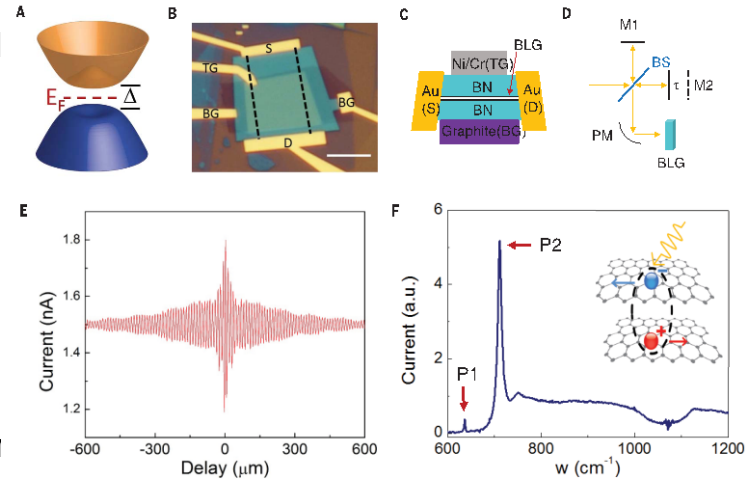 A
E_F
Δ
B
S
TG
BG
BG
D
C
BLG
Ni/Cr(TG)
Au
(S)
BN
BN
Au
(D)
Graphite(BG)
D
M1
BS
τ
M2
PM
BLG
E
1.8
1.6
1.4
1.2
Current (nA)
-600
-300
0
300
600
Delay (μm)
F
6
4
2
0
Current (a.u.)
P2
P1
+
600
800
1000
1200
w (cm⁻¹)